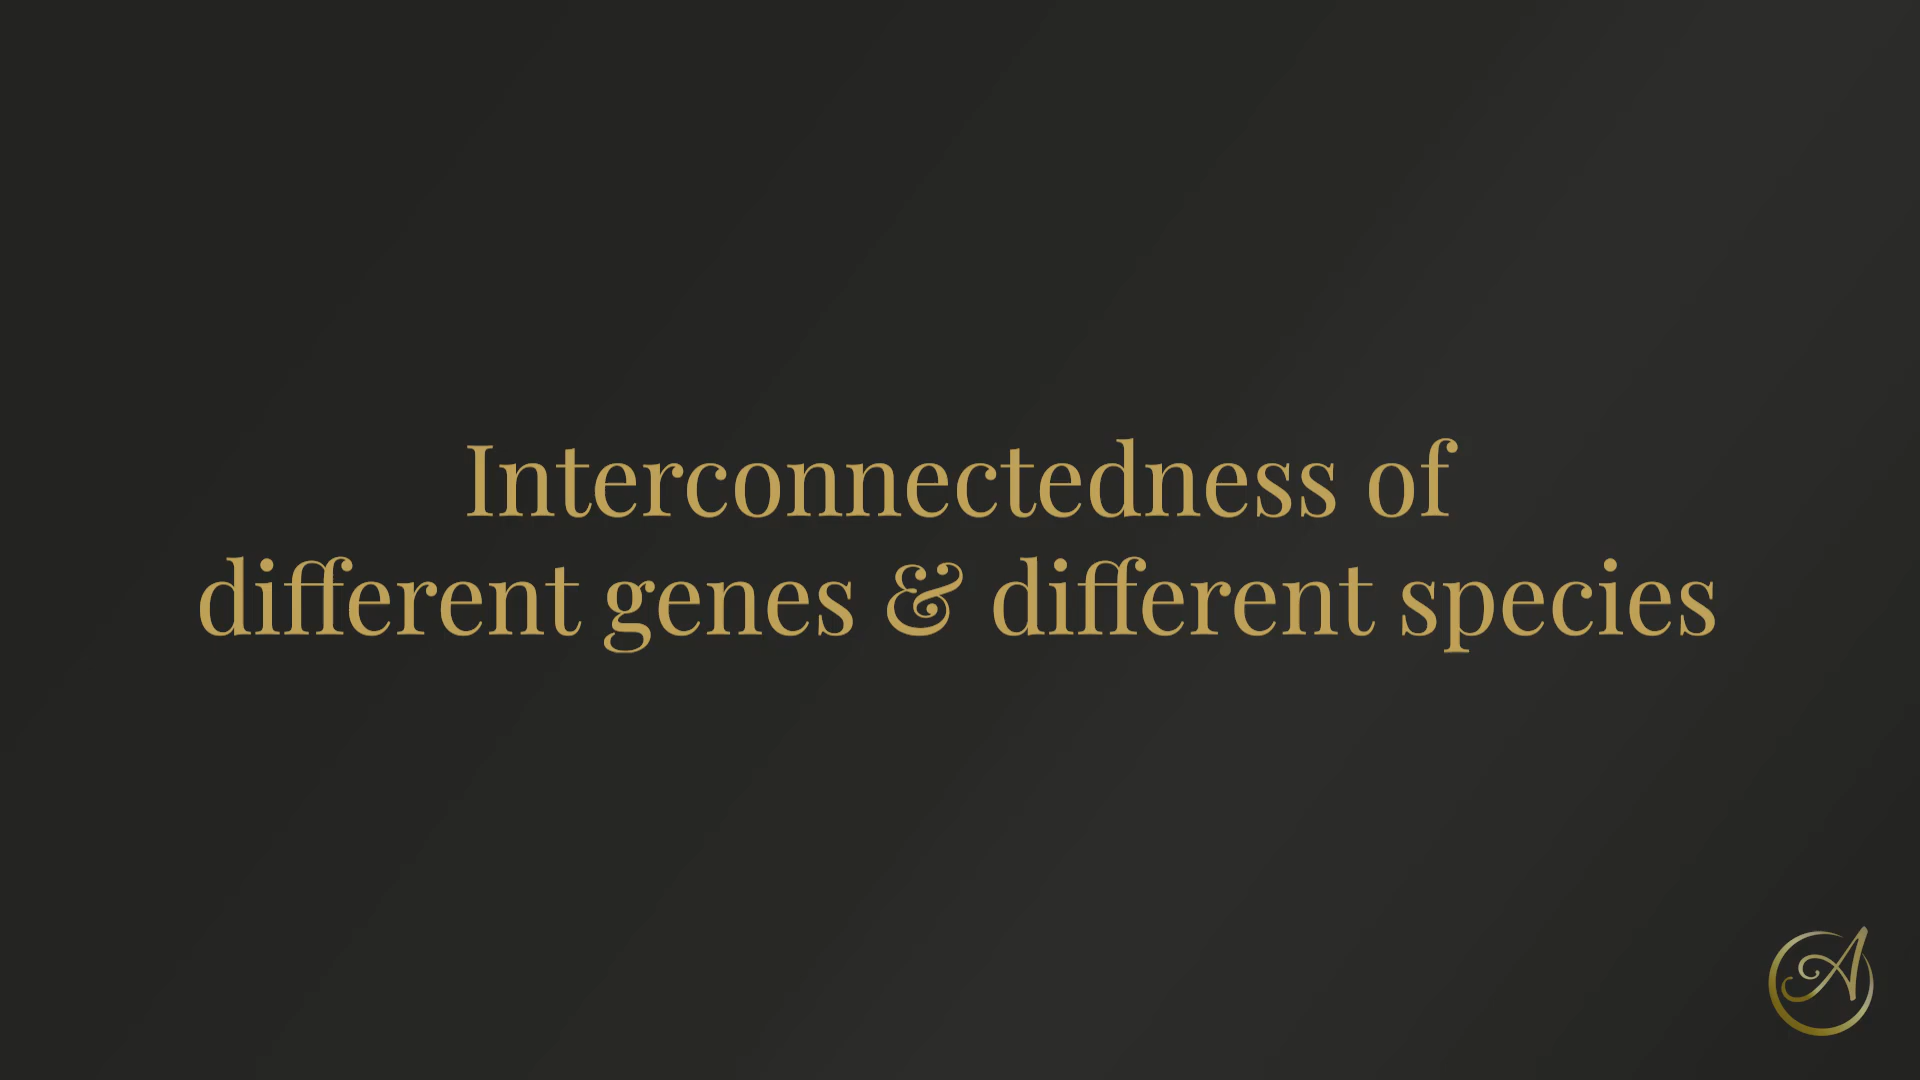 Interconnectedness of
different genes & different species
A